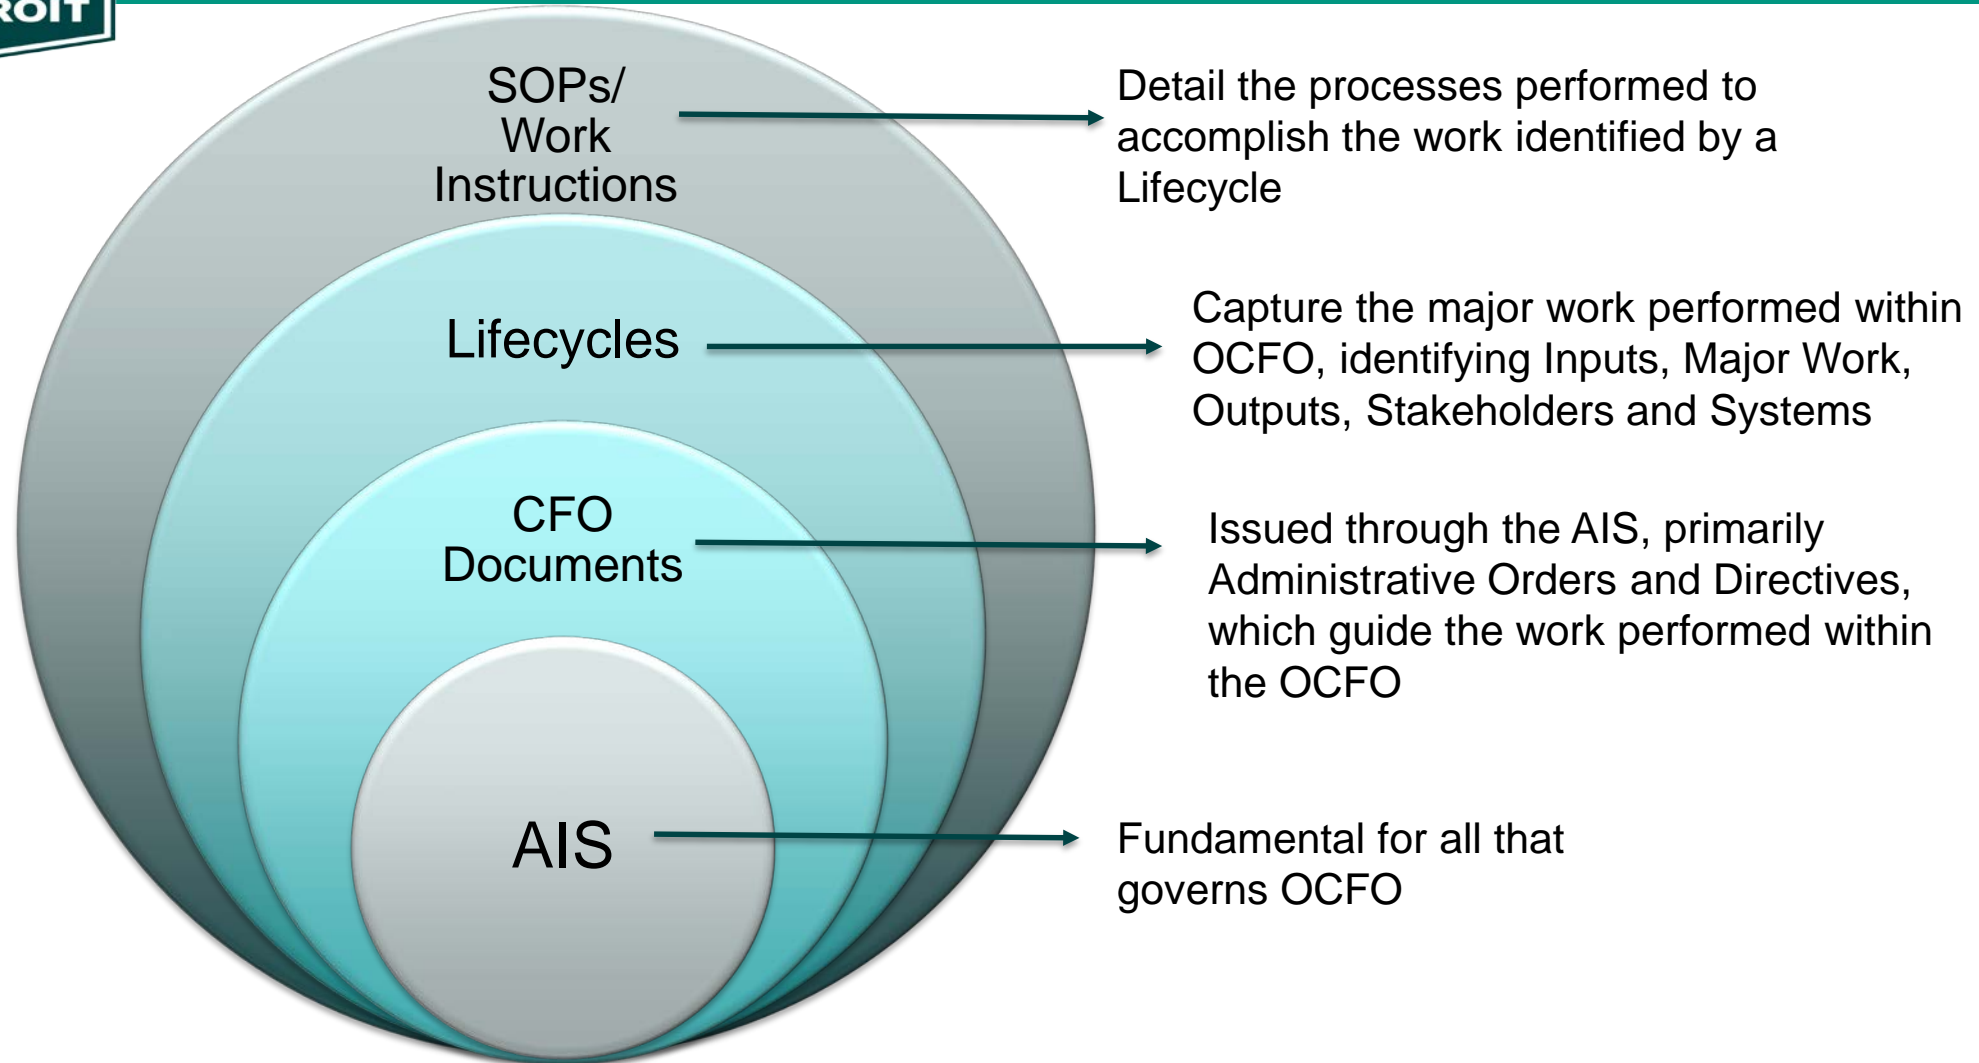 SOPs/
Work
Instructions
Detail the processes performed to
accomplish the work identified by a
Lifecycle
Lifecycles
Capture the major work performed within
OCFO, identifying Inputs, Major Work,
Outputs, Stakeholders and Systems
CFO
Documents
Issued through the AIS, primarily
Administrative Orders and Directives,
which guide the work performed within
the OCFO
AIS
Fundamental for all that
governs OCFO